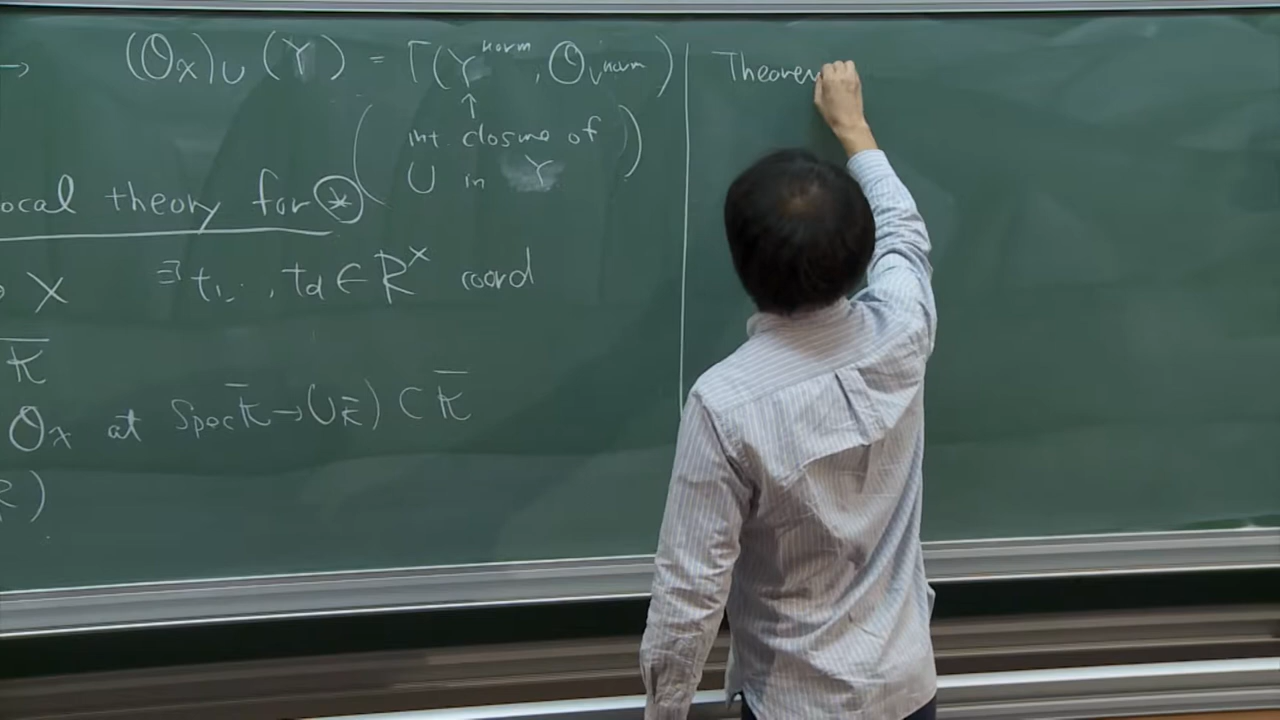 → (𝒪_X)_U (Y) = Γ(Y^norm, 𝒪_{Y^norm})
↑
(int. closure of
U in Y)
ocal theory for ⊛
X ∃ t_1, …, t_d ∈ R^× coord
K̄
𝒪_X at Spec K̄ → U_K̄) ⊂ K̄
)
Theorem